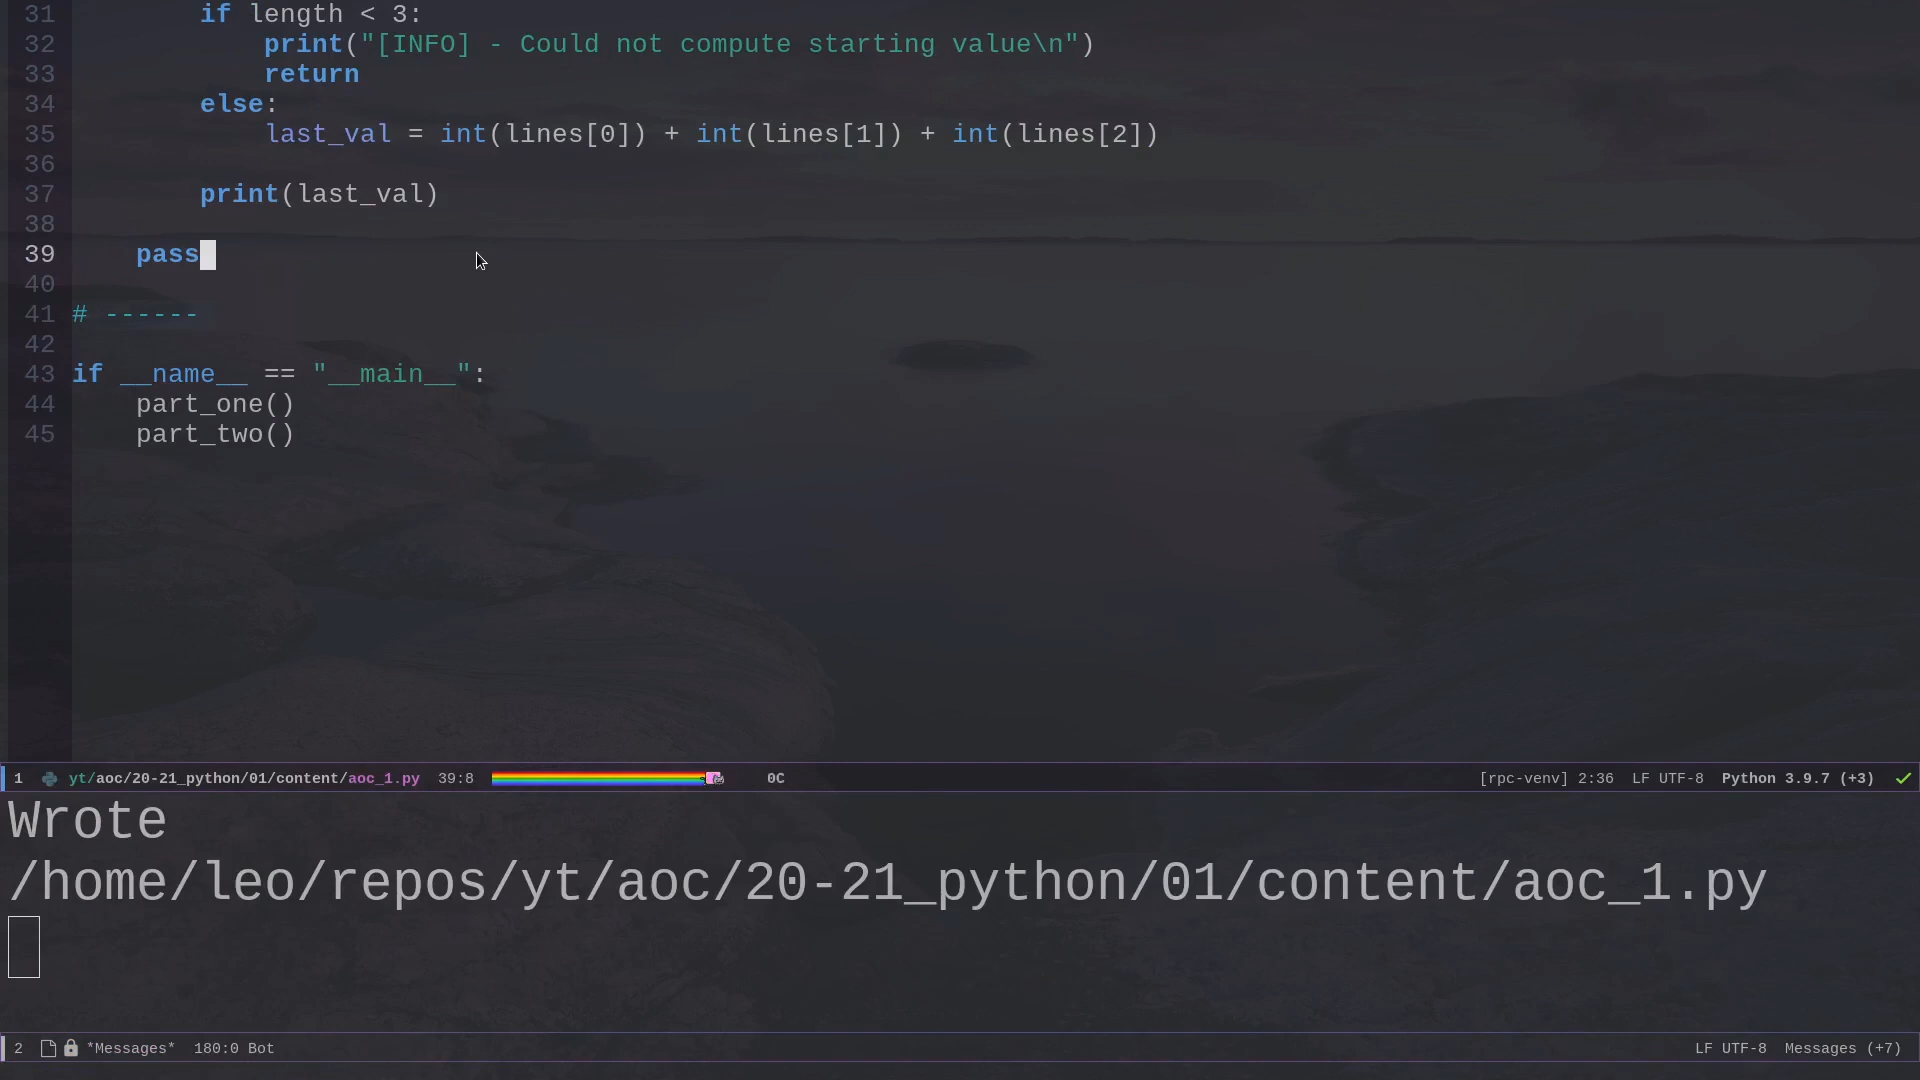 31 if length < 3:
32 print("[INFO] - Could not compute starting value\n")
33 return
34 else:
35 last_val = int(lines[0]) + int(lines[1]) + int(lines[2])
36
37 print(last_val)
38
39 pass
40
41 # ------
42
43 if __name__ == "__main__":
44 part_one()
45 part_two()
1 yt/aoc/20-21_python/01/content/aoc_1.py 39:8 0C [rpc-venv] 2:36 LF UTF-8 Python 3.9.7 (+3)
Wrote
/home/leo/repos/yt/aoc/20-21_python/01/content/aoc_1.py
2 *Messages* 180:0 Bot LF UTF-8 Messages (+7)